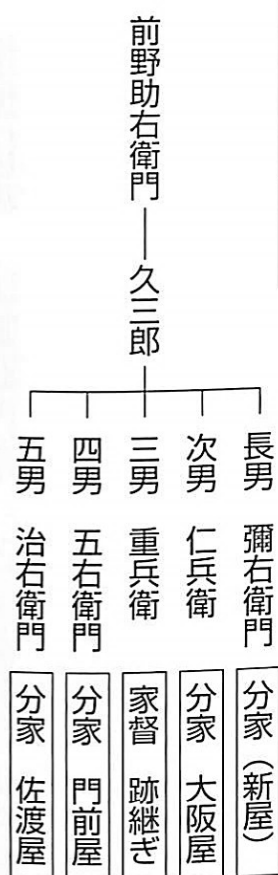 前野助右衛門
久三郎
長男 彌右衛門 分家（新屋）
次男 仁兵衛 分家 大阪屋
三男 重兵衛 家督 跡継ぎ
四男 五右衛門 分家 門前屋
五男 治右衛門 分家 佐渡屋